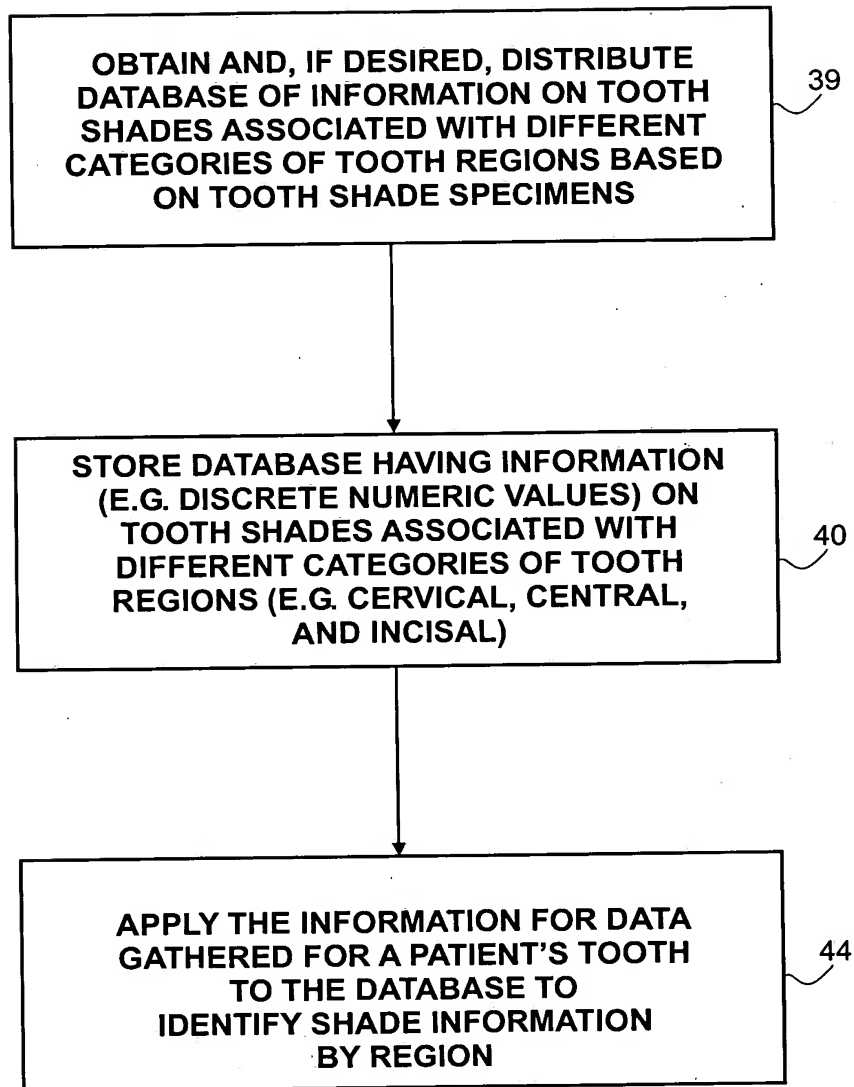 OBTAIN AND, IF DESIRED, DISTRIBUTE
DATABASE OF INFORMATION ON TOOTH
SHADES ASSOCIATED WITH DIFFERENT
CATEGORIES OF TOOTH REGIONS BASED
ON TOOTH SHADE SPECIMENS
39
STORE DATABASE HAVING INFORMATION
(E.G. DISCRETE NUMERIC VALUES) ON
TOOTH SHADES ASSOCIATED WITH
DIFFERENT CATEGORIES OF TOOTH
REGIONS (E.G. CERVICAL, CENTRAL,
AND INCISAL)
40
APPLY THE INFORMATION FOR DATA
GATHERED FOR A PATIENT'S TOOTH
TO THE DATABASE TO
IDENTIFY SHADE INFORMATION
BY REGION
44